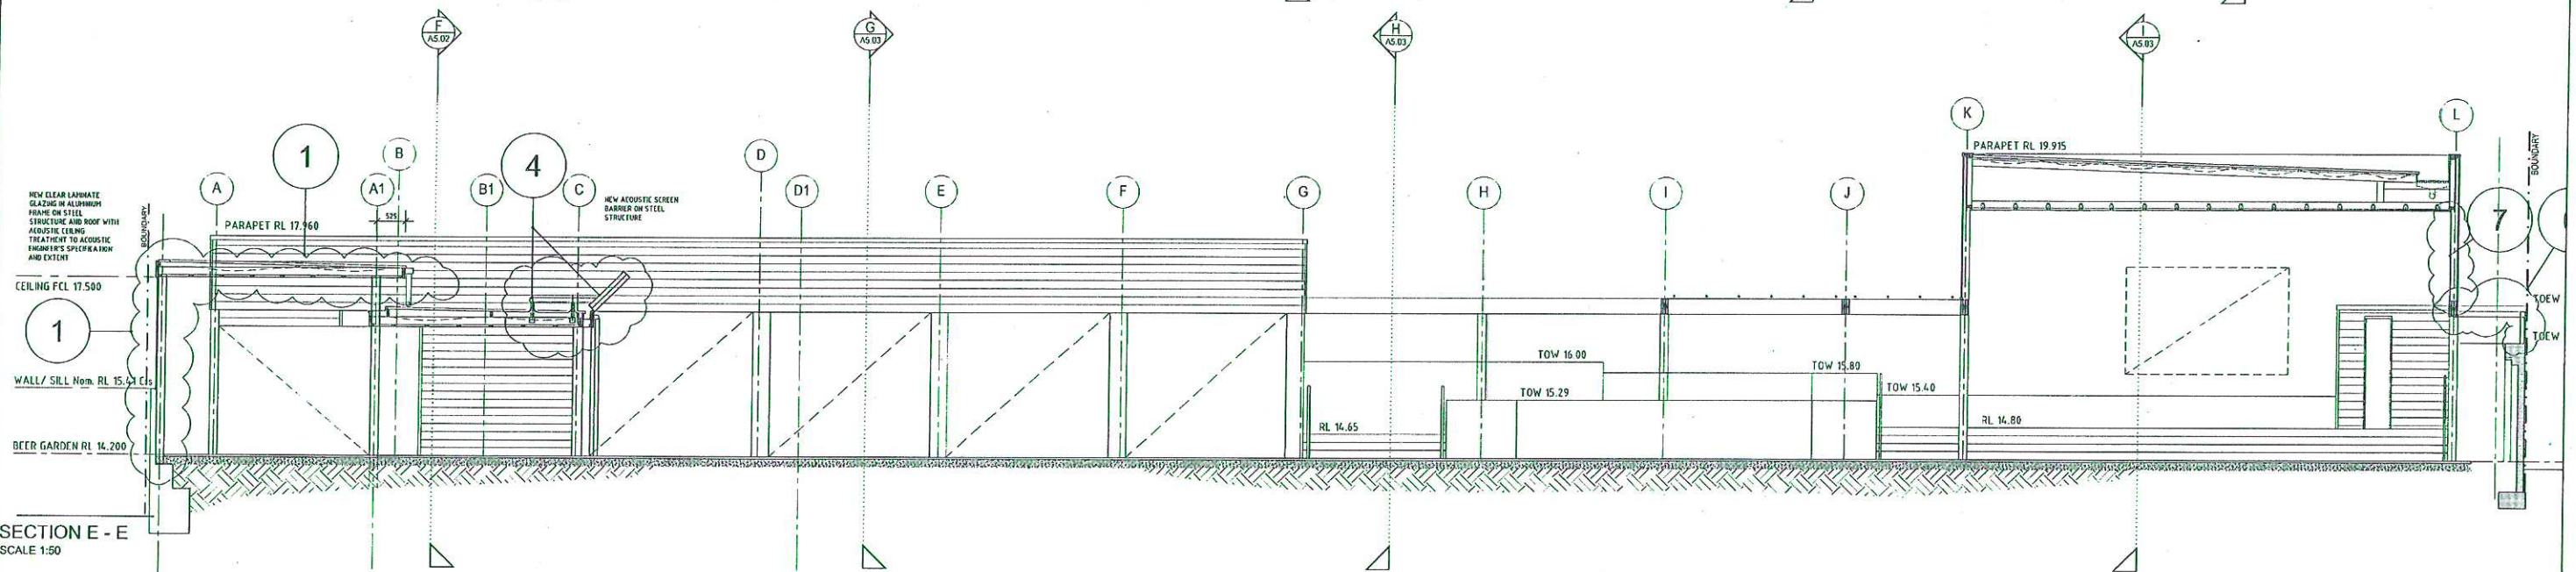 F
A5.02
G
A5.03
H
A5.03
I
A5.03
K
L
1
B
4
D
A
A1
B1
C
D1
E
F
G
H
I
J
7
NEW CLEAR LAMINATE
GLAZING IN ALUMINIUM
FRAME ON STEEL
STRUCTURE AND ROOF WITH
ACOUSTIC CEILING
TREATMENT TO ACOUSTIC
ENGINEER'S SPECIFIKATION
AND EXTENT
NEW ACOUSTIC SCREEN
BARRIER ON STEEL
STRUCTURE
BOUNDARY
BOUNDARY
525
PARAPET RL 17.960
PARAPET RL 19.915
CEILING FCL 17.500
1
WALL/ SILL Nom. RL 15.41
BEER GARDEN RL 14.200
TOW 16.00
TOW 15.80
TOW 15.29
TOW 15.40
RL 14.65
RL 14.80
TOEW
TOEW
SECTION E - E
SCALE 1:50